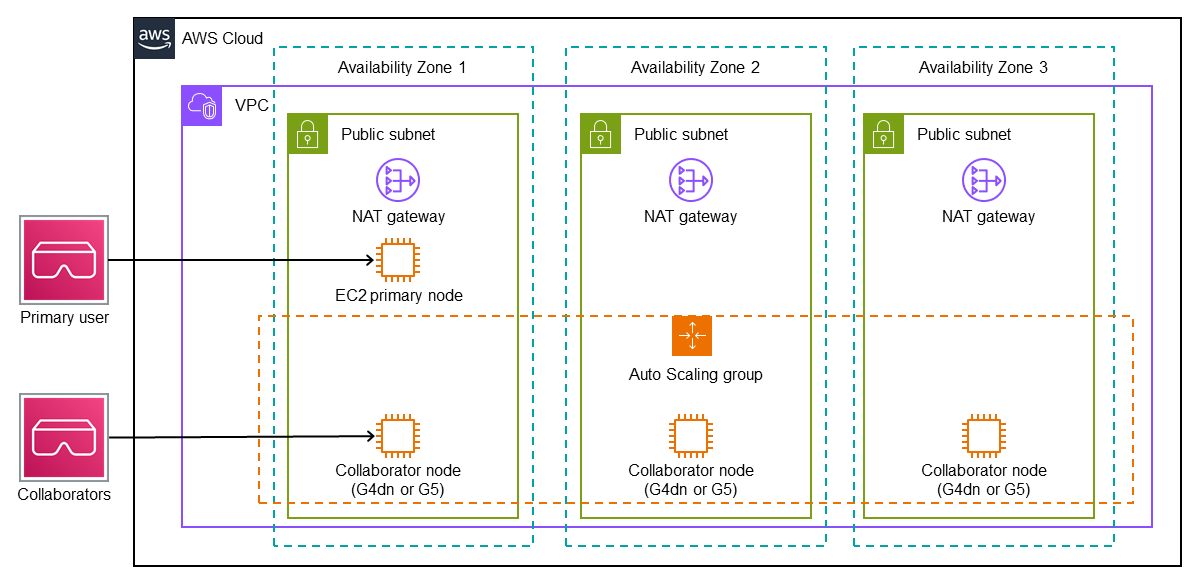 aws
AWS Cloud
Availability Zone 1
Availability Zone 2
Availability Zone 3
VPC
Public subnet
Public subnet
Public subnet
NAT gateway
NAT gateway
NAT gateway
EC2 primary node
Primary user
Auto Scaling group
Collaborator node
(G4dn or G5)
Collaborator node
(G4dn or G5)
Collaborator node
(G4dn or G5)
Collaborators